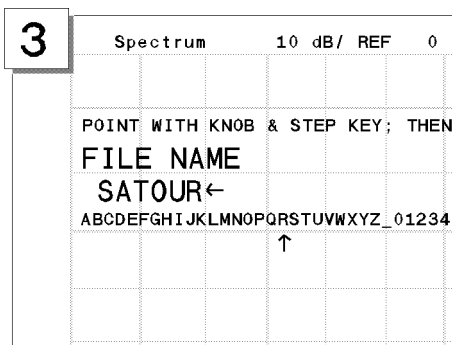 3
Spectrum 10 dB/ REF 0
POINT WITH KNOB & STEP KEY; THEN
FILE NAME
SATOUR←
ABCDEFGHIJKLMNOPQRSTUVWXYZ_01234
↑